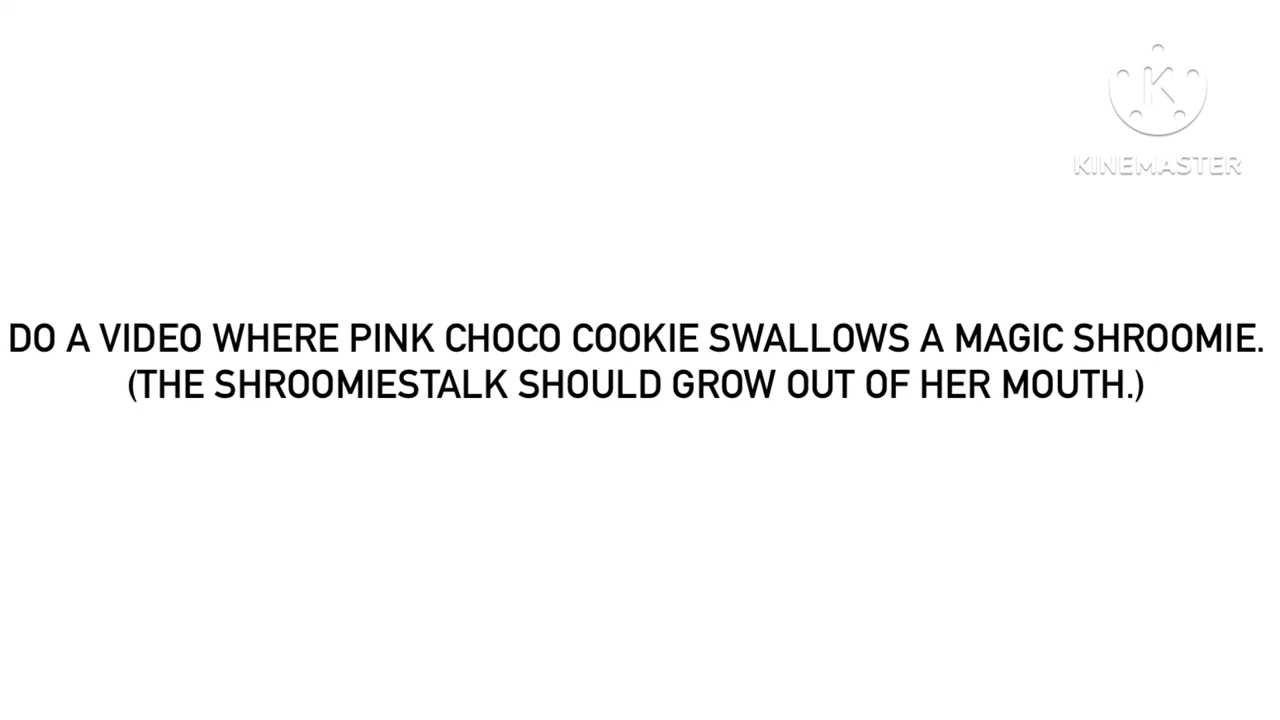 KINEMASTER
DO A VIDEO WHERE PINK CHOCO COOKIE SWALLOWS A MAGIC SHROOMIE.
(THE SHROOMIESTALK SHOULD GROW OUT OF HER MOUTH.)